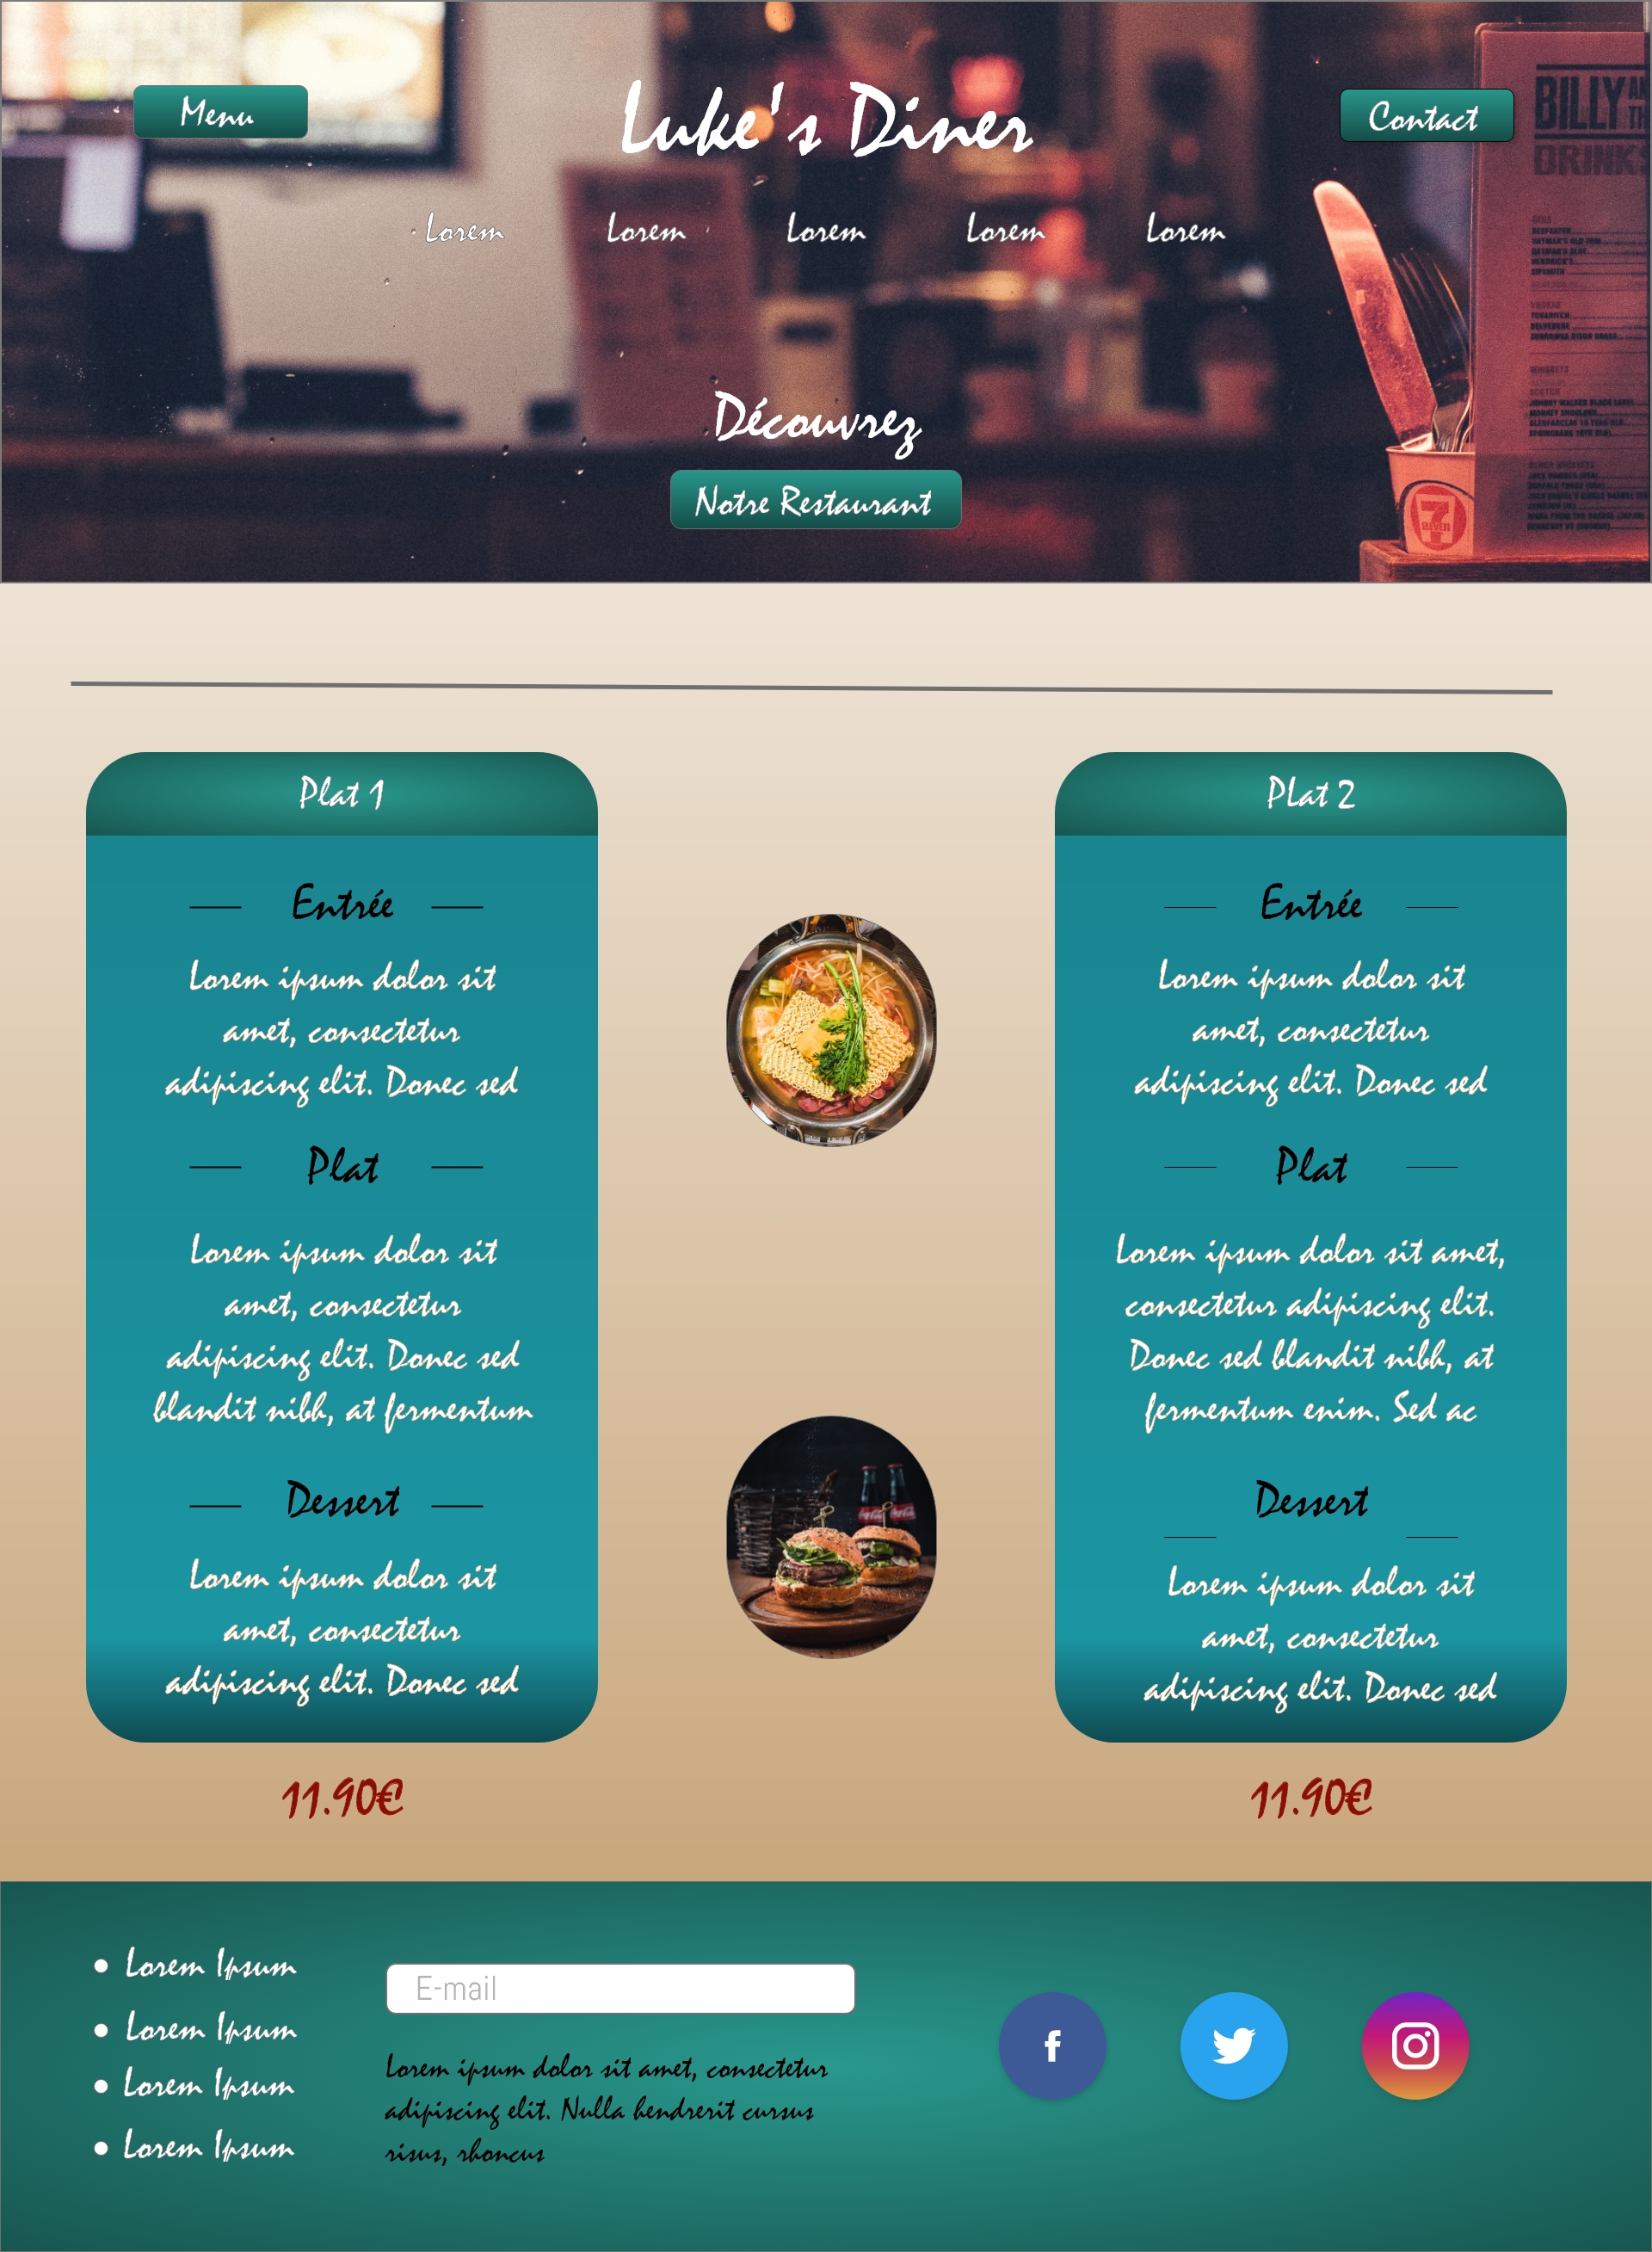 Menu
Luke's Diner
Contact
BILLY
DRINKS
Lorem
Lorem
Lorem
Lorem
Lorem
Découvrez
Notre Restaurant
7
ELEVEN
Plat 1
Entrée
Lorem ipsum dolor sit
amet, consectetur
adipiscing elit. Donec sed
Plat
Lorem ipsum dolor sit
amet, consectetur
adipiscing elit. Donec sed
blandit nibh, at fermentum
Dessert
Lorem ipsum dolor sit
amet, consectetur
adipiscing elit. Donec sed
11.90€
PLat 2
Entrée
Lorem ipsum dolor sit
amet, consectetur
adipiscing elit. Donec sed
Plat
Lorem ipsum dolor sit amet,
consectetur adipiscing elit.
Donec sed blandit nibh, at
fermentum enim. Sed ac
Dessert
Lorem ipsum dolor sit
amet, consectetur
adipiscing elit. Donec sed
11.90€
Lorem Ipsum
Lorem Ipsum
Lorem Ipsum
Lorem Ipsum
E-mail
Lorem ipsum dolor sit amet, consectetur
adipiscing elit. Nulla hendrerit cursus
risus, rhoncus